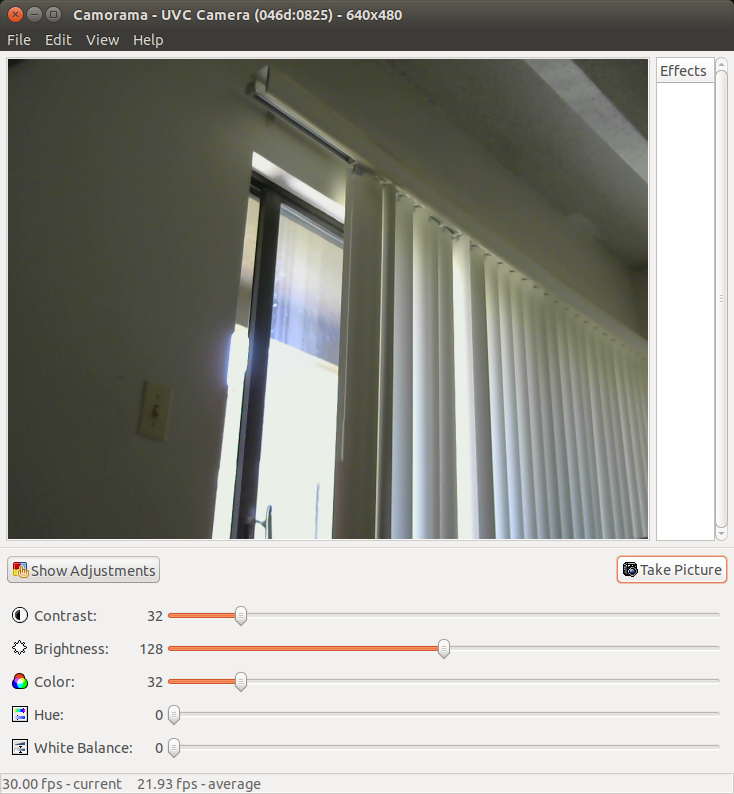 Camorama - UVC Camera (046d:0825) - 640x480
File Edit View Help
Effects
Show Adjustments
Take Picture
Contrast: 32
Brightness: 128
Color: 32
Hue: 0
White Balance: 0
30.00 fps - current 21.93 fps - average